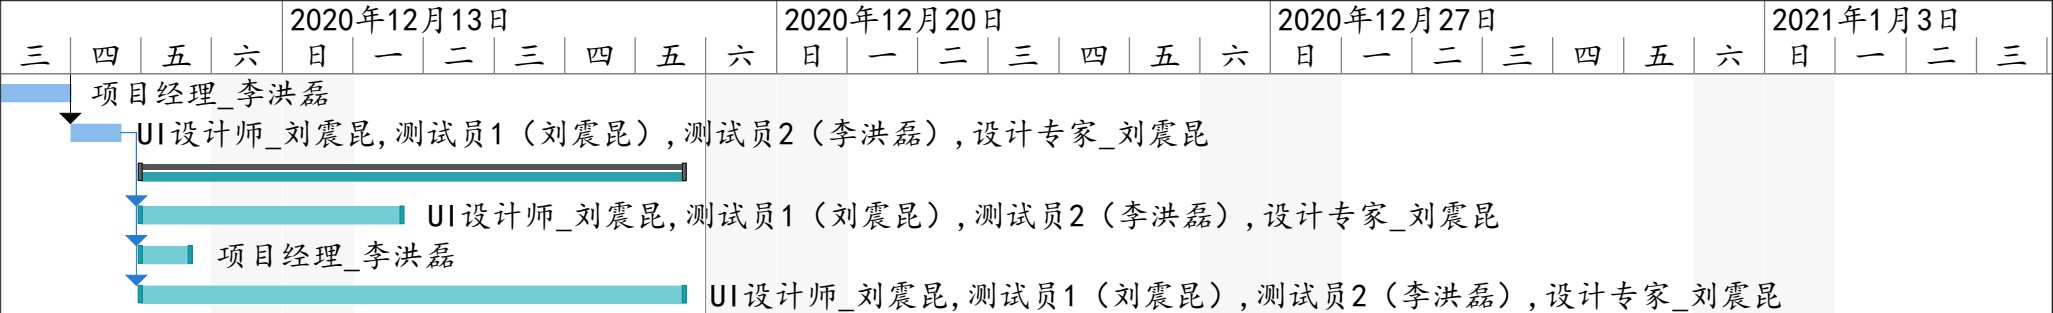 2020年12月13日 2020年12月20日 2020年12月27日 2021年1月3日
三 四 五 六 日 一 二 三 四 五 六 日 一 二 三 四 五 六 日 一 二 三 四 五 六 日 一 二 三
项目经理_李洪磊
UI设计师_刘震昆,测试员1（刘震昆）,测试员2（李洪磊）,设计专家_刘震昆
UI设计师_刘震昆,测试员1（刘震昆）,测试员2（李洪磊）,设计专家_刘震昆
项目经理_李洪磊
UI设计师_刘震昆,测试员1（刘震昆）,测试员2（李洪磊）,设计专家_刘震昆